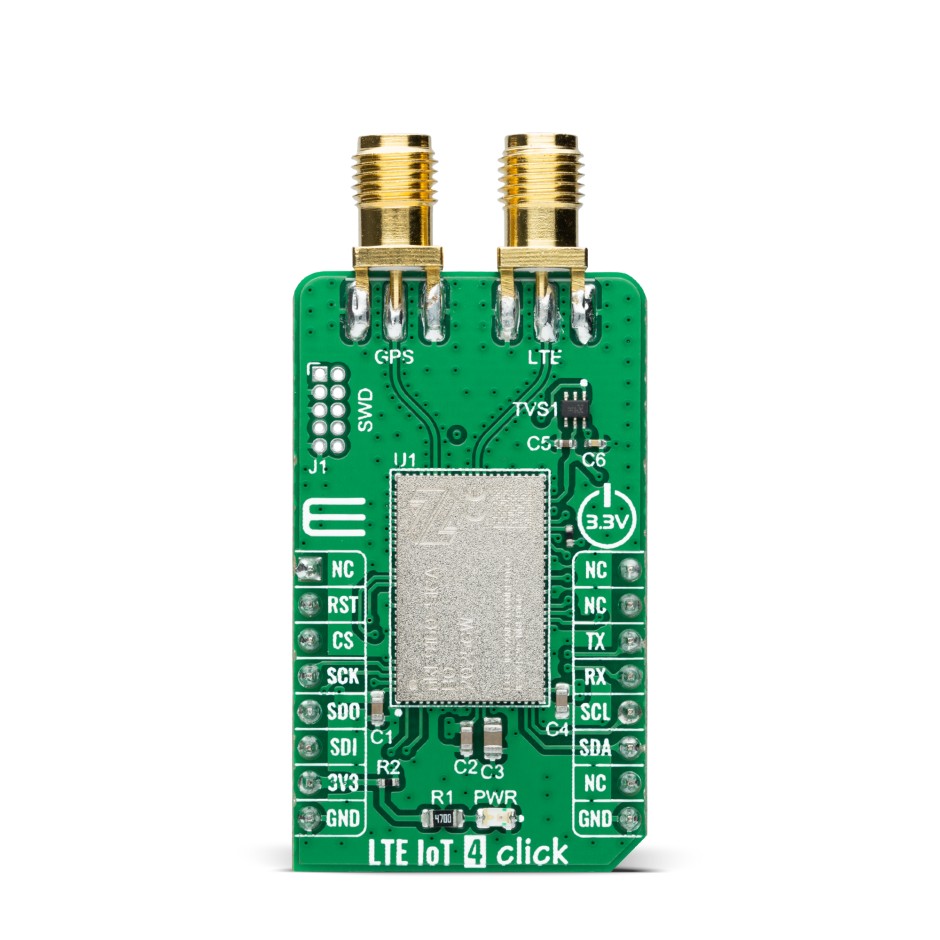 GPS LTE
SWD
TVS1
C5
C6
J1
U1
3.3V
NC NC
RST NC
CS TX
SCK RX
SDO SCL
SDI SDA
3V3 NC
GND GND
C1
C4
C2 C3
R2
R1 PWR
4700
LTE IoT 4 click